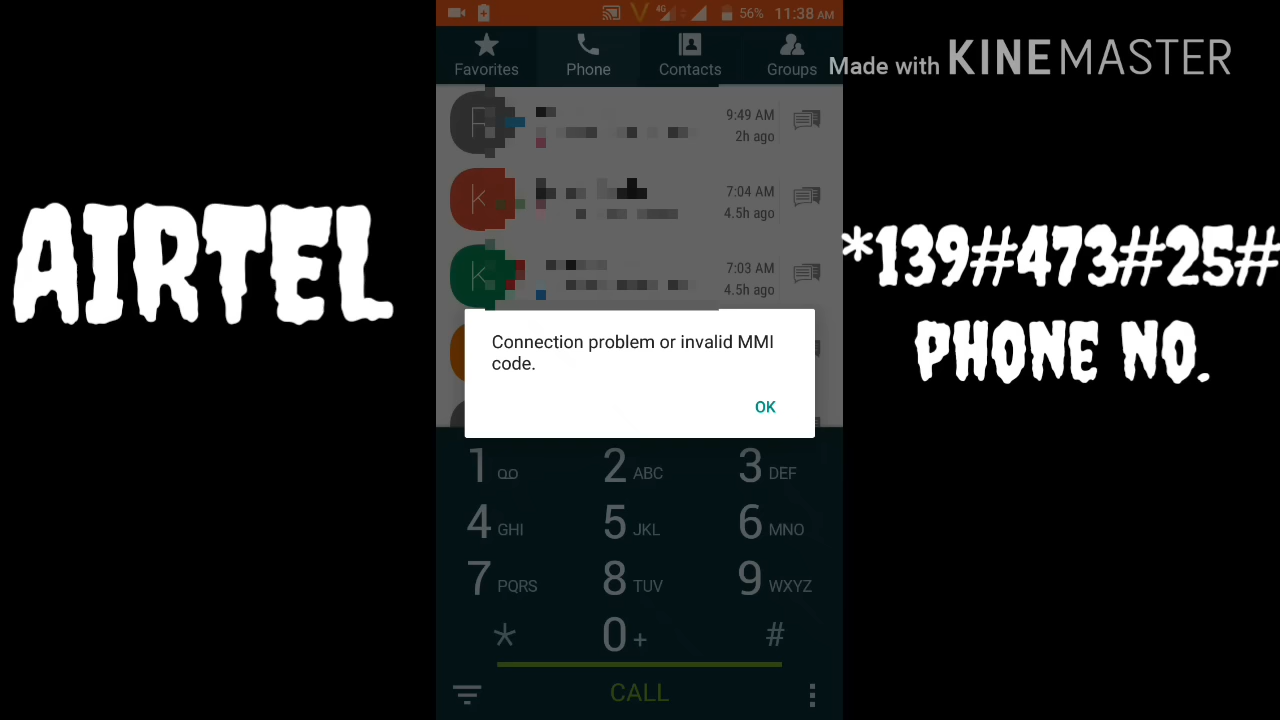 56% 11:38 AM
4G
Favorites
Phone
Contacts
Groups
Made with KINEMASTER
9:49 AM
2h ago
K
7:04 AM
4.5h ago
K
7:03 AM
4.5h ago
AIRTEL
*139#473#25#
PHONE NO.
Connection problem or invalid MMI
code.
OK
1
2 ABC
3 DEF
4 GHI
5 JKL
6 MNO
7 PQRS
8 TUV
9 WXYZ
*
0 +
#
CALL